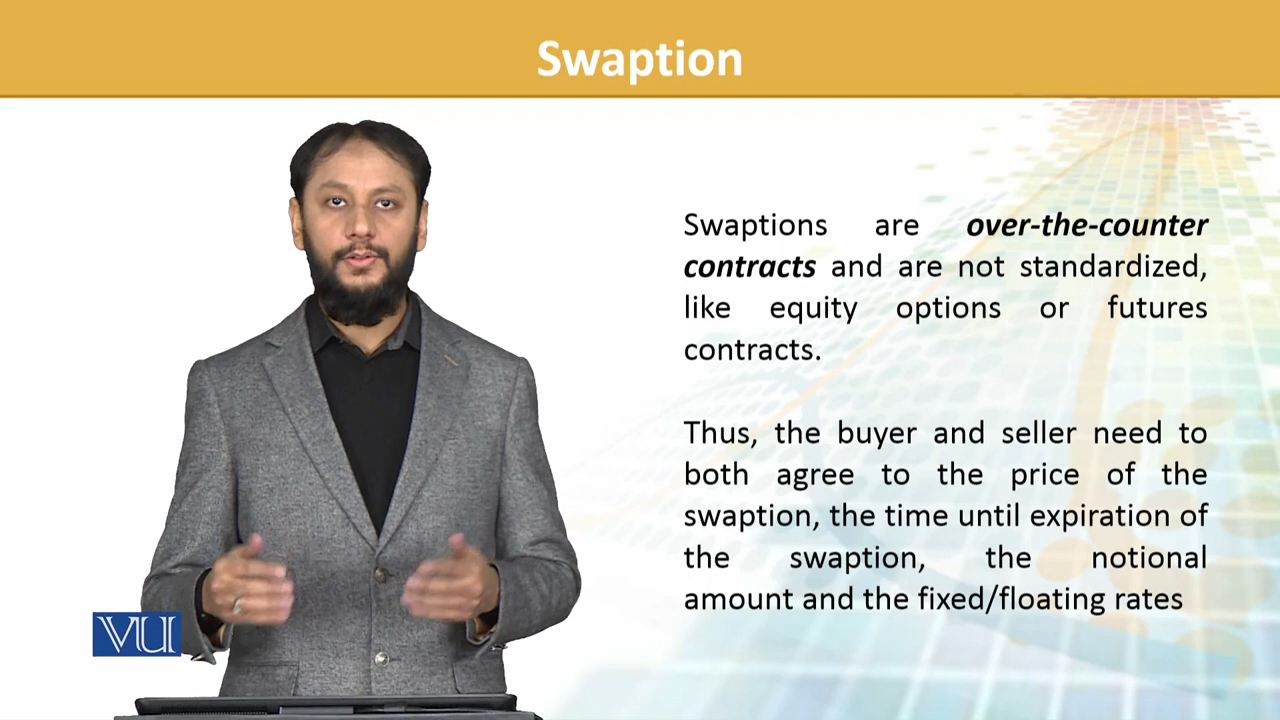 Swaption
Swaptions are over-the-counter
contracts and are not standardized,
like equity options or futures
contracts.
Thus, the buyer and seller need to
both agree to the price of the
swaption, the time until expiration of
the swaption, the notional
amount and the fixed/floating rates
VU